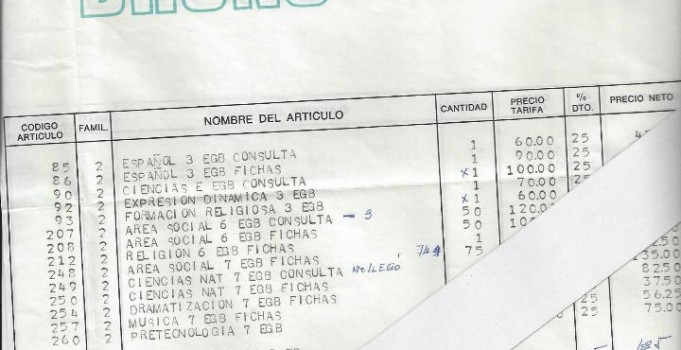 CODIGO ARTICULO FAMIL. NOMBRE DEL ARTICULO CANTIDAD PRECIO TARIFA % DTO. PRECIO NETO
85 2 ESPAÑOL 3 EGB CONSULTA 1 60.00 25
86 2 ESPAÑOL 3 EGB FICHAS 1 90.00 25
90 2 CIENCIAS E EGB CONSULTA x1 100.00 25
92 2 EXPRESION DINAMICA 3 EGB 1 70.00 25
93 2 FORMACION RELIGIOSA 3 EGB x1 60.00
207 2 AREA SOCIAL 6 EGB CONSULTA - 3 50 120.0
208 2 AREA SOCIAL 6 EGB FICHAS 50
212 2 RELIGION 6 EGB FICHAS 1
248 2 AREA SOCIAL 7 EGB FICHAS 75
249 2 CIENCIAS NAT 7 EGB CONSULTA NO LLEGÓ
250 2 CIENCIAS NAT 7 EGB FICHAS 82.50
254 2 DRAMATIZACION 7 EGB FICHAS 37.50
257 2 MUSICA 7 EGB FICHAS 25 56.25
260 2 PRETECNOLOGIA 7 EGB 25 75.00